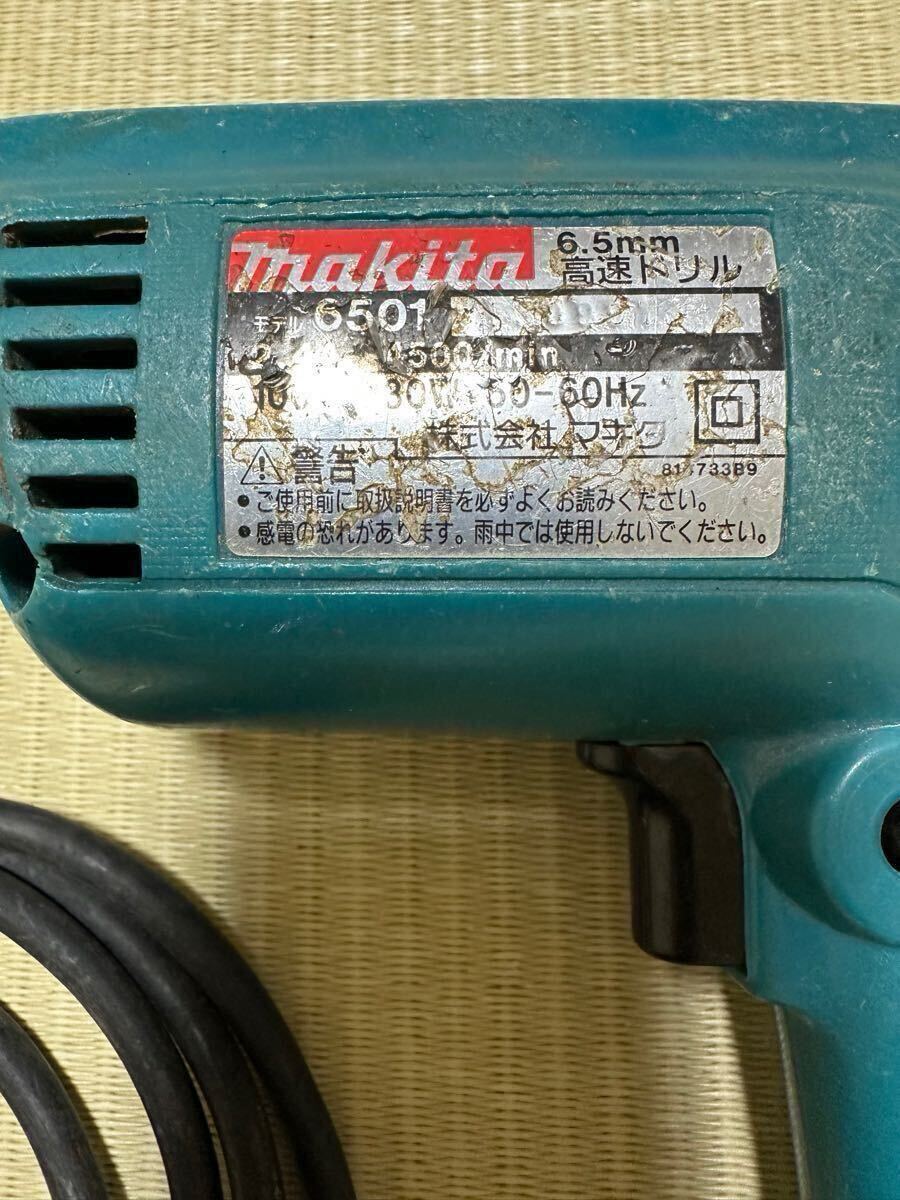 makita
6.5mm
高速ドリル
モデル 6501
4500/min
50-60Hz
株式会社 マキタ
警告
•ご使用前に取扱説明書を必ずよくお読みください。
•感電の恐れがあります。雨中では使用しないでください。